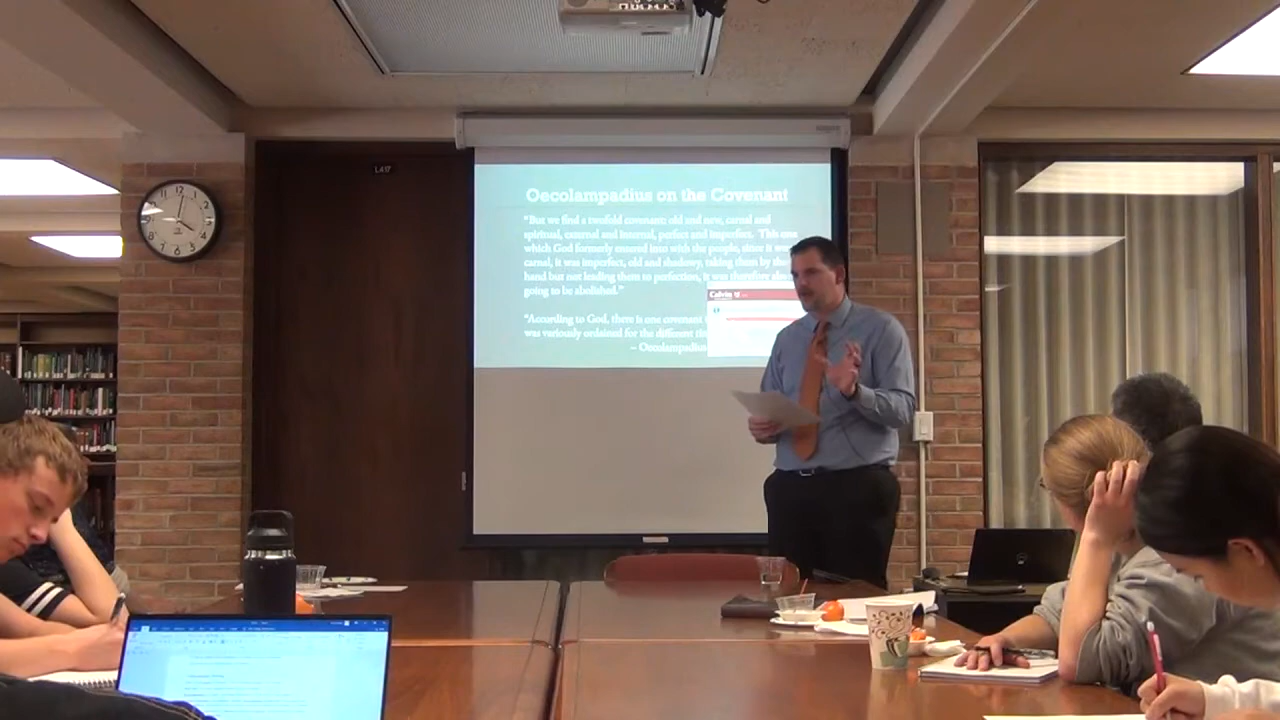 L417
Oecolampadius on the Covenant
"But we find a twofold covenant: old and new, carnal and
spiritual, external and internal, perfect and imperfect. This one
which God formerly entered into with the people, since it was
carnal, it was imperfect, old and shadowy, taking them by the
hand but not leading them to perfection, it was therefore
going to be abolished."
Calvin
"According to God, there is one covenant
was variously ordained for the different
– Oecolampadius
DELL